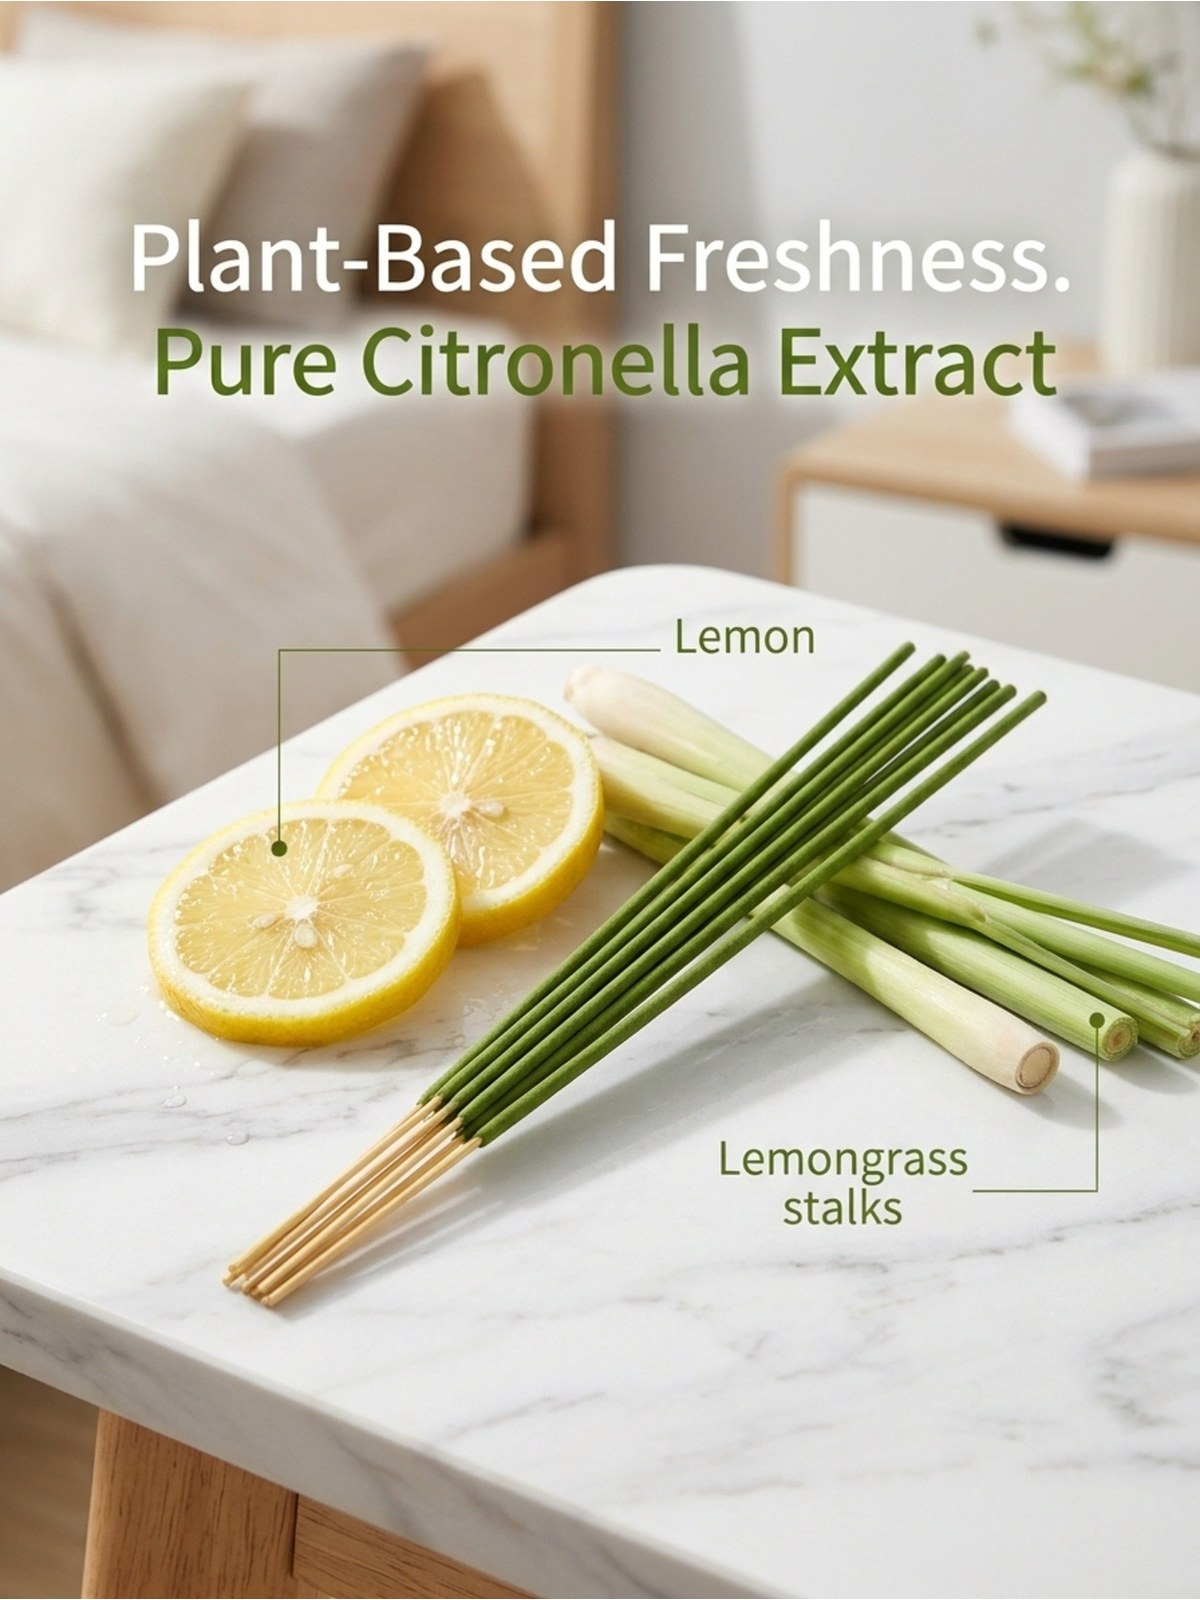 Plant-Based Freshness.
Pure Citronella Extract
Lemon
Lemongrass
stalks